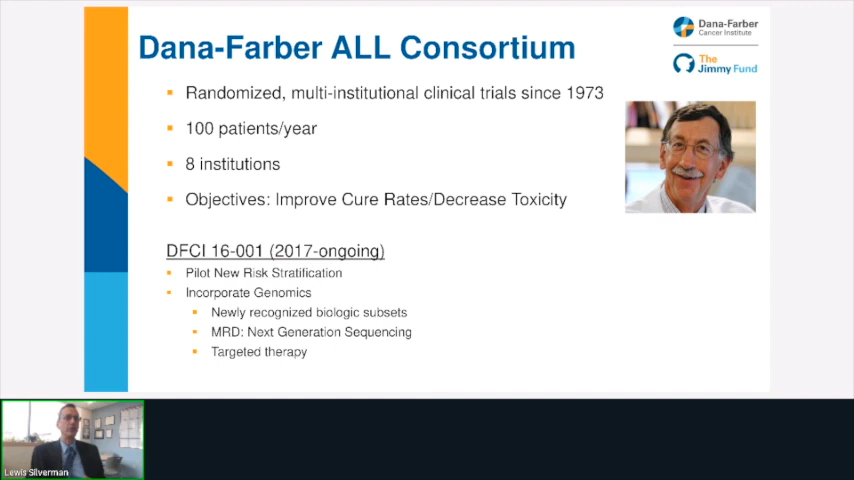 Dana-Farber ALL Consortium
Dana-Farber
Cancer Institute
The
Jimmy Fund
Randomized, multi-institutional clinical trials since 1973
100 patients/year
8 institutions
Objectives: Improve Cure Rates/Decrease Toxicity
DFCI 16-001 (2017-ongoing)
Pilot New Risk Stratification
Incorporate Genomics
Newly recognized biologic subsets
MRD: Next Generation Sequencing
Targeted therapy
Lewis Silverman